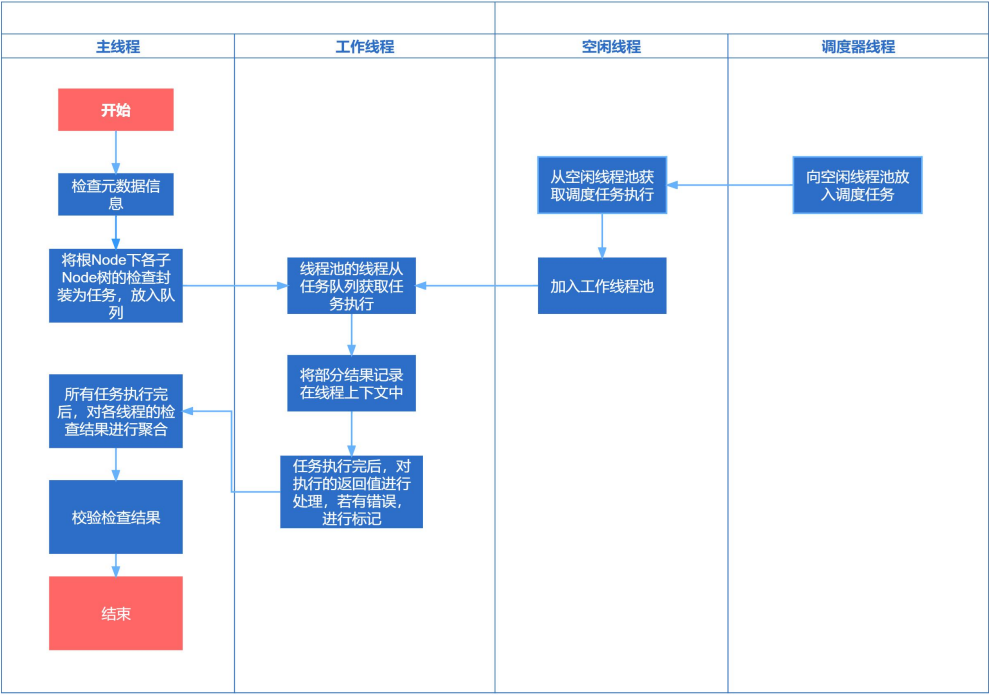 主线程
工作线程
空闲线程
调度器线程
开始
检查元数据信
息
将根Node下各子
Node树的检查封
装为任务，放入队
列
所有任务执行完
后，对各线程的检
查结果进行聚合
校验检查结果
结束
线程池的线程从
任务队列获取任
务执行
将部分结果记录
在线程上下文中
任务执行完后，对
执行的返回值进行
处理，若有错误，
进行标记
从空闲线程池获
取调度任务执行
加入工作线程池
向空闲线程池放
入调度任务